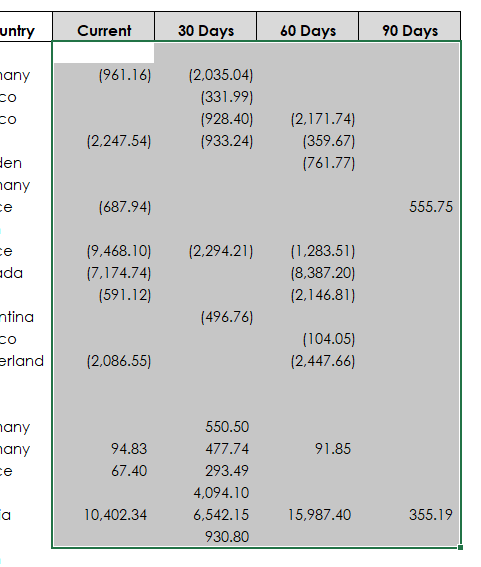 untry Current 30 Days 60 Days 90 Days
nany (961.16) (2,035.04)
co (331.99)
co (928.40) (2,171.74)
(2,247.54) (933.24) (359.67)
den (761.77)
nany
ce (687.94) 555.75
ce (9,468.10) (2,294.21) (1,283.51)
ada (7,174.74) (8,387.20)
(591.12) (2,146.81)
ntina (496.76)
co (104.05)
erland (2,086.55) (2,447.66)
nany 550.50
nany 94.83 477.74 91.85
ce 67.40 293.49
4,094.10
ia 10,402.34 6,542.15 15,987.40 355.19
930.80